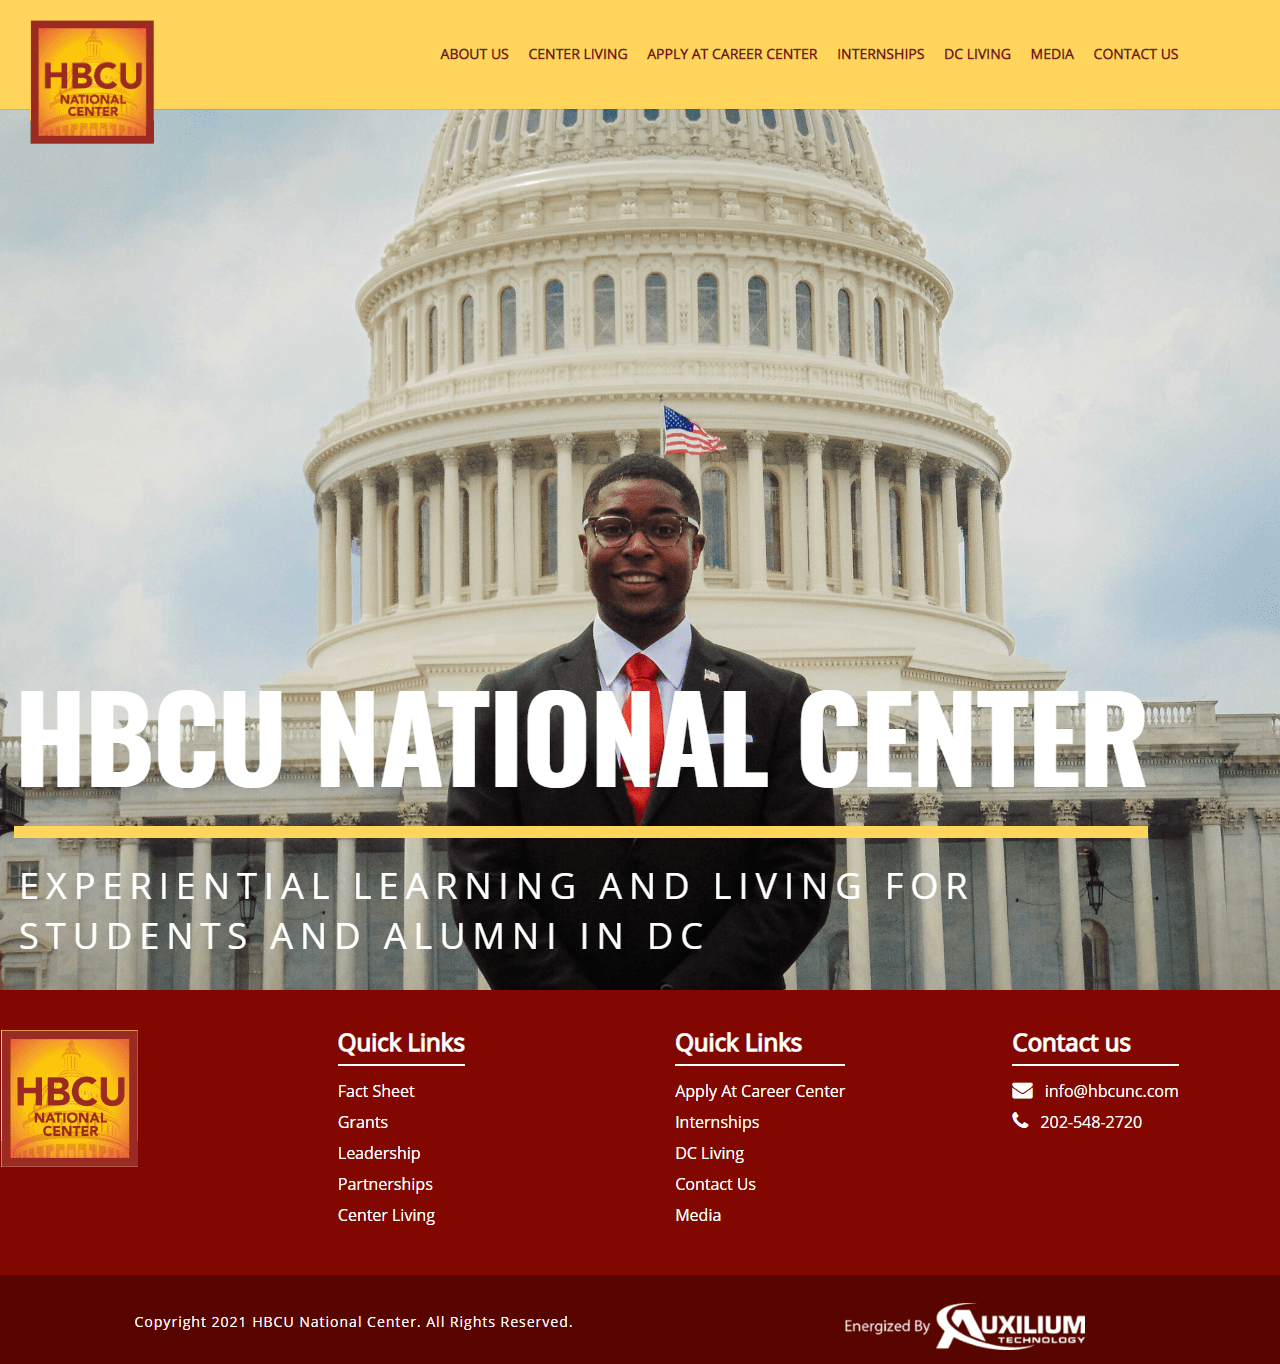 HBCU
NATIONAL
CENTER
ABOUT US CENTER LIVING APPLY AT CAREER CENTER INTERNSHIPS DC LIVING MEDIA CONTACT US
HBCU NATIONAL CENTER
EXPERIENTIAL LEARNING AND LIVING FOR
STUDENTS AND ALUMNI IN DC
HBCU
NATIONAL
CENTER
Quick Links
Fact Sheet
Grants
Leadership
Partnerships
Center Living
Quick Links
Apply At Career Center
Internships
DC Living
Contact Us
Media
Contact us
info@hbcunc.com
202-548-2720
Copyright 2021 HBCU National Center. All Rights Reserved.
Energized By AUXILIUM
TECHNOLOGY